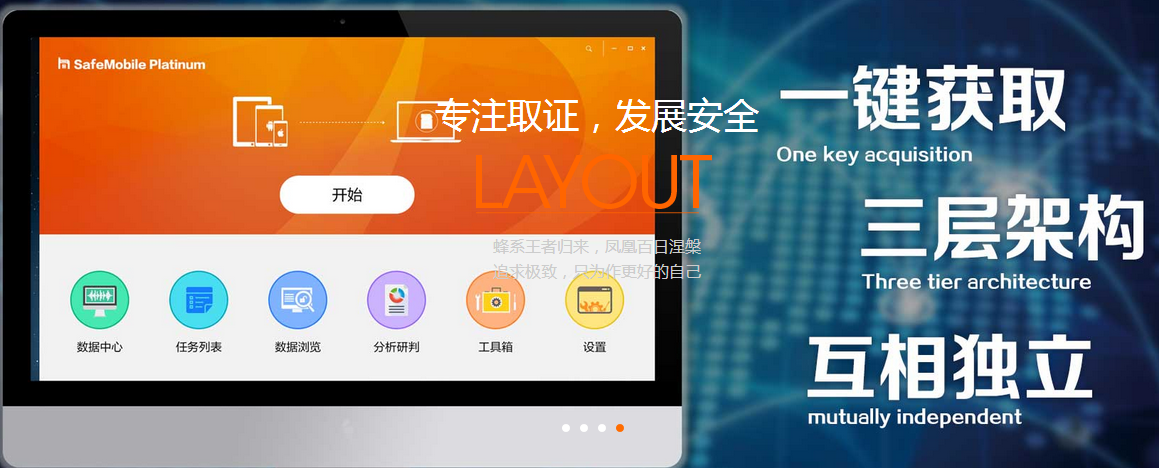 SafeMobile Platinum
专注取证，发展安全
LAYOUT
开始
蜂系王者归来，凤凰百日涅槃
追求极致，只为作更好的自己
数据中心
任务列表
数据浏览
分析研判
工具箱
设置
一键获取
One key acquisition
三层架构
Three tier architecture
互相独立
mutually independent